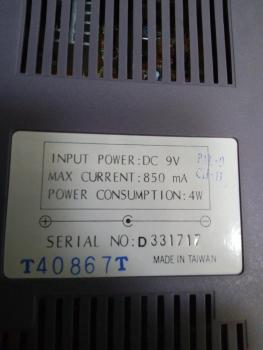 INPUT POWER:DC 9V
MAX CURRENT:850 mA
POWER CONSUMPTION:4W
SERIAL NO:D331717
T40867T MADE IN TAIWAN